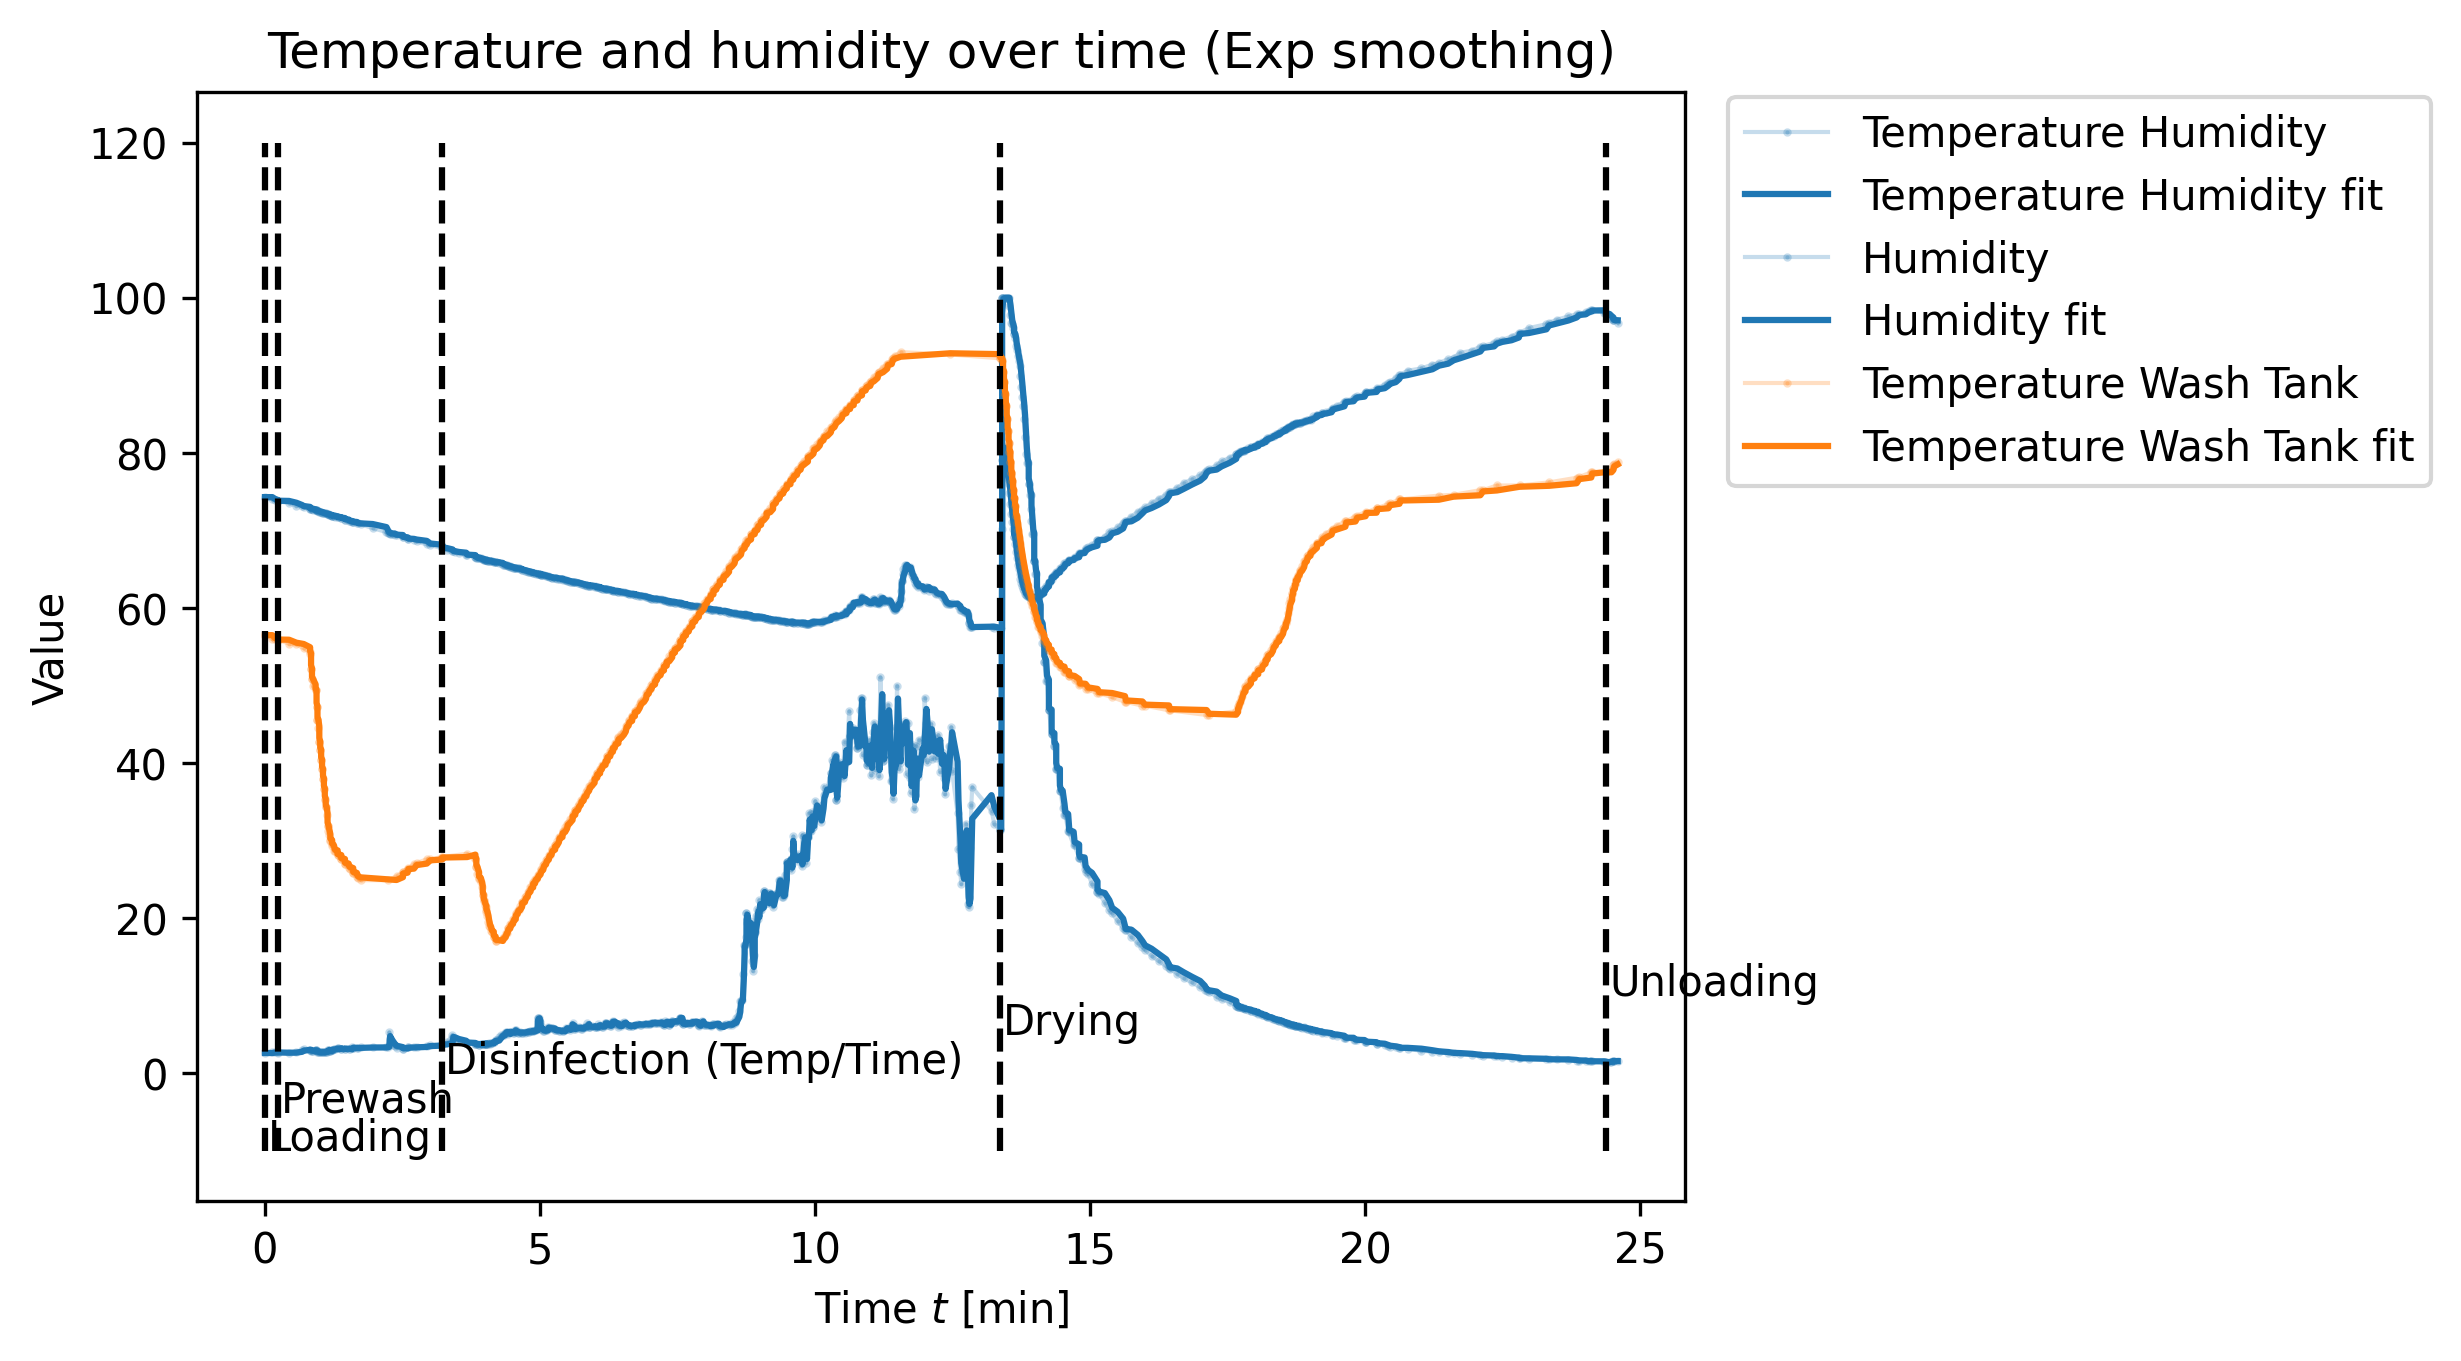 Temperature and humidity over time (Exp smoothing)
Temperature Humidity
Temperature Humidity fit
Humidity
Humidity fit
Temperature Wash Tank
Temperature Wash Tank fit
Value
120
100
80
60
40
20
0
Unloading
Drying
Disinfection (Temp/Time)
Prewash
Loading
0 5 10 15 20 25
Time t [min]